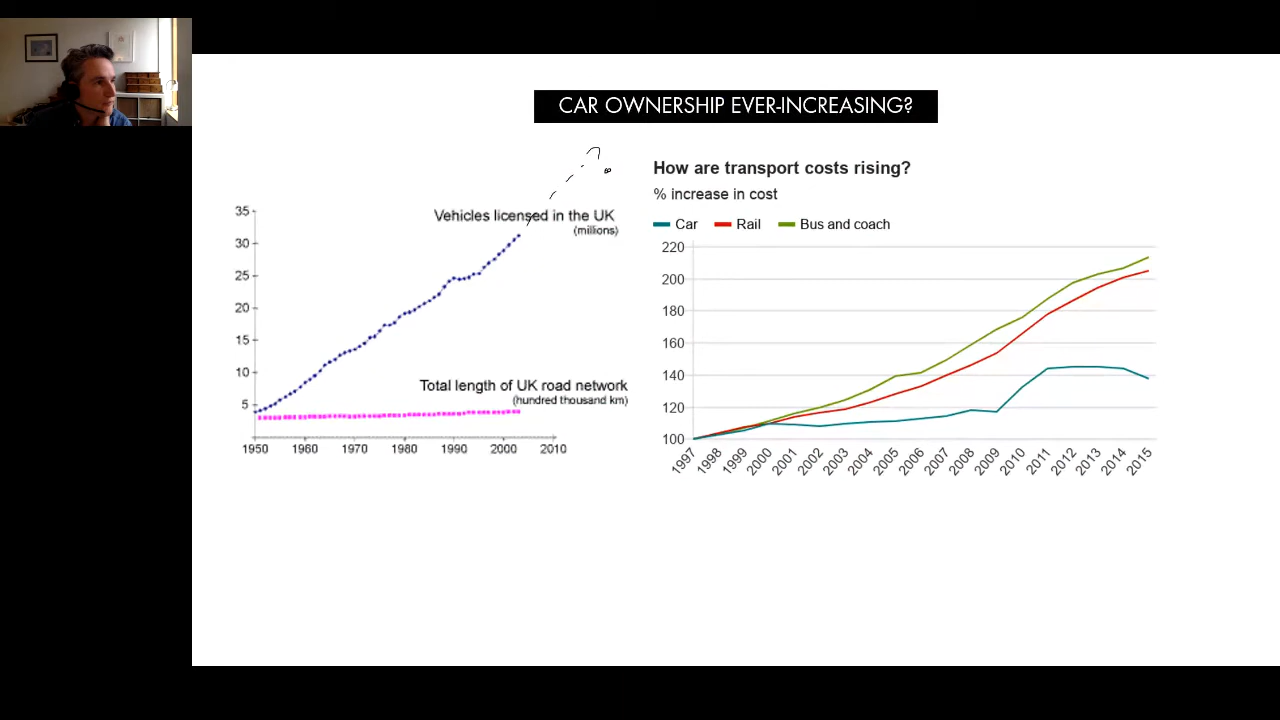 CAR OWNERSHIP EVER-INCREASING?
Vehicles licensed in the UK
(millions)
35
30
25
20
15
10
5
Total length of UK road network
(hundred thousand km)
1950 1960 1970 1980 1990 2000 2010
How are transport costs rising?
% increase in cost
Car Rail Bus and coach
220
200
180
160
140
120
100
1997 1998 1999 2000 2001 2002 2003 2004 2005 2006 2007 2008 2009 2010 2011 2012 2013 2014 2015